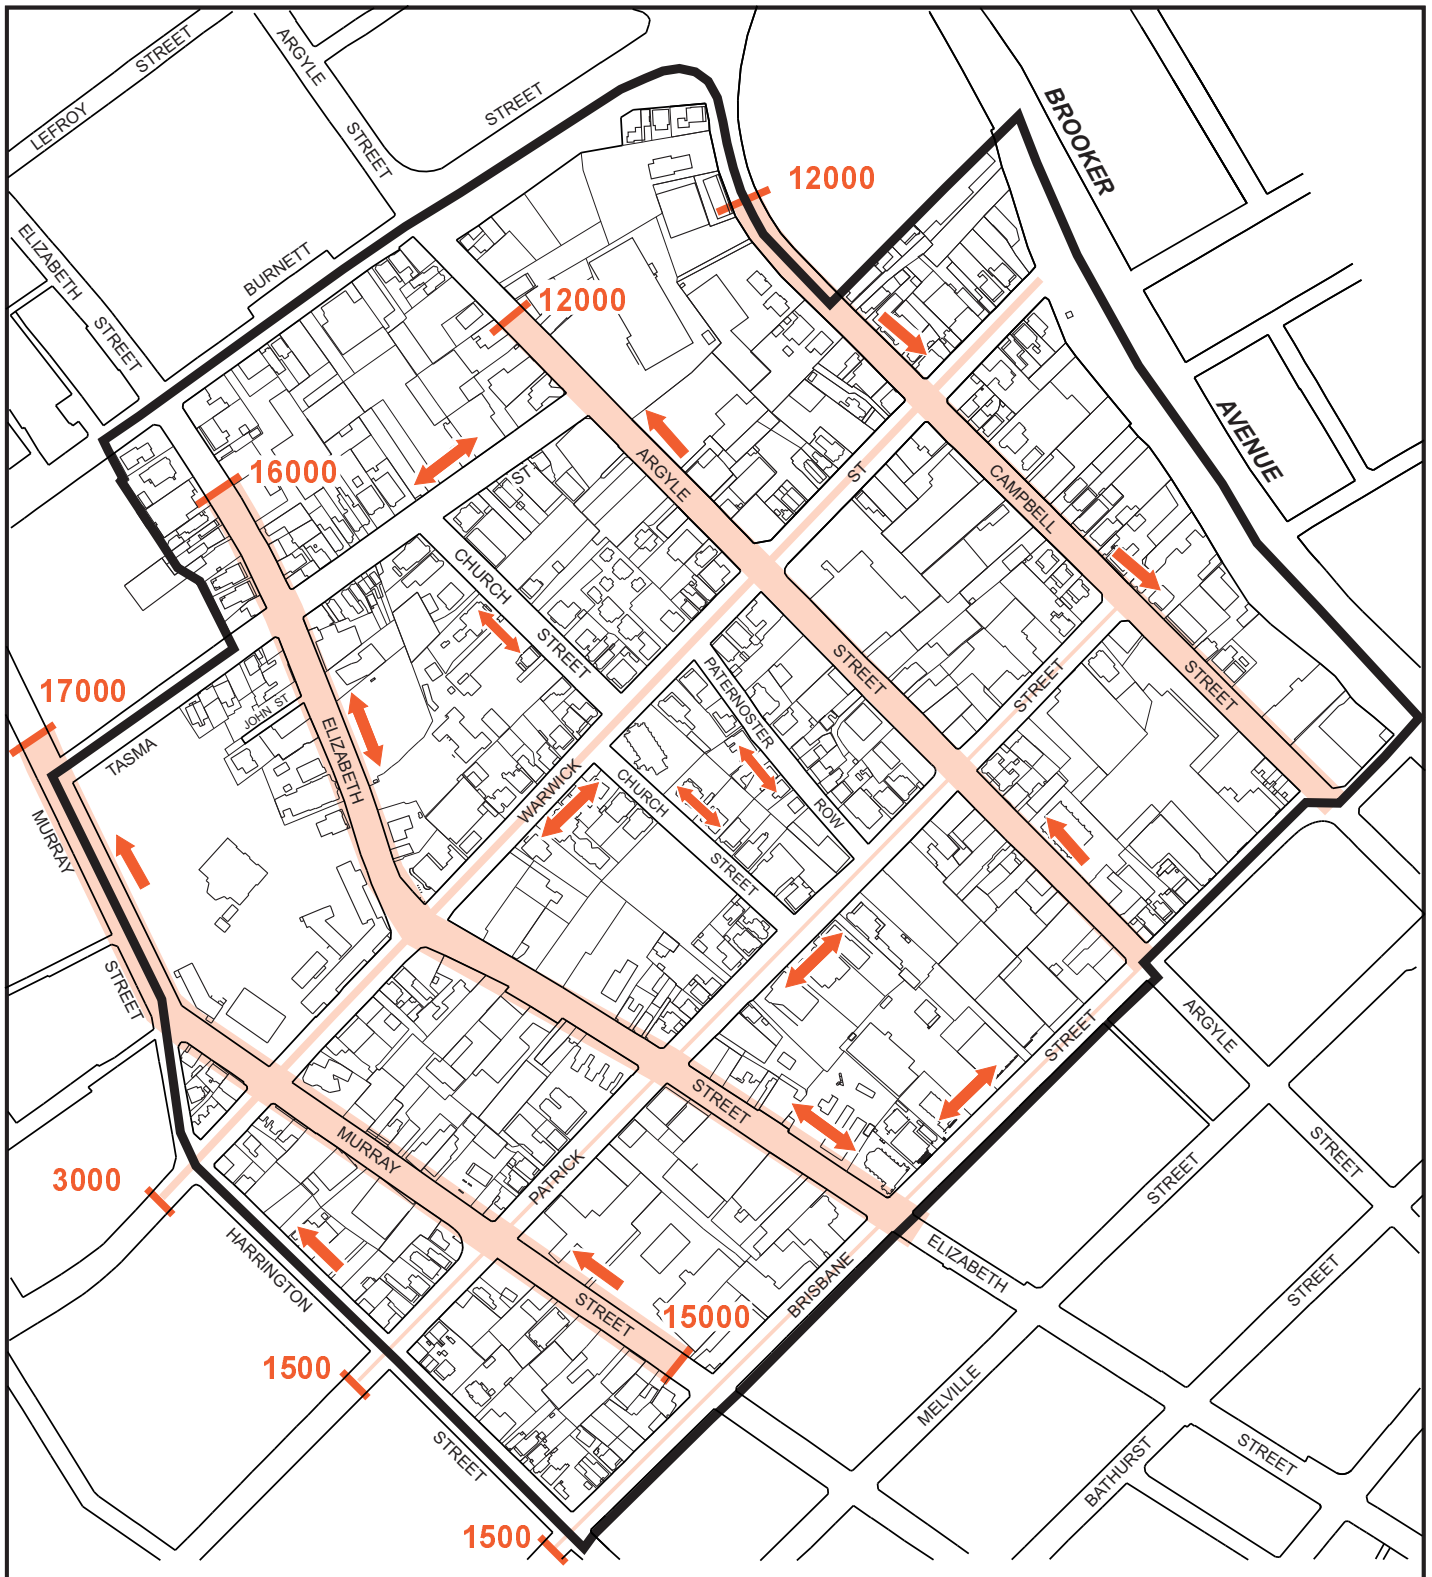 LEFROY
STREET
ARGYLE
STREET
STREET
BROOKER
AVENUE
12000
ELIZABETH
STREET
BURNETT
12000
16000
ST
ST
ARGYLE
CAMPBELL
CHURCH
STREET
17000
TASMA
JOHN ST
ELIZABETH
PATERNOSTER
ROW
STREET
STREET
STREET
MURRAY
STREET
WARWICK
CHURCH
STREET
STREET
ARGYLE
STREET
3000
MURRAY
STREET
PATRICK
STREET
HARRINGTON
STREET
BRISBANE
ELIZABETH
STREET
STREET
15000
1500
MELVILLE
STREET
BATHURST
STREET
1500